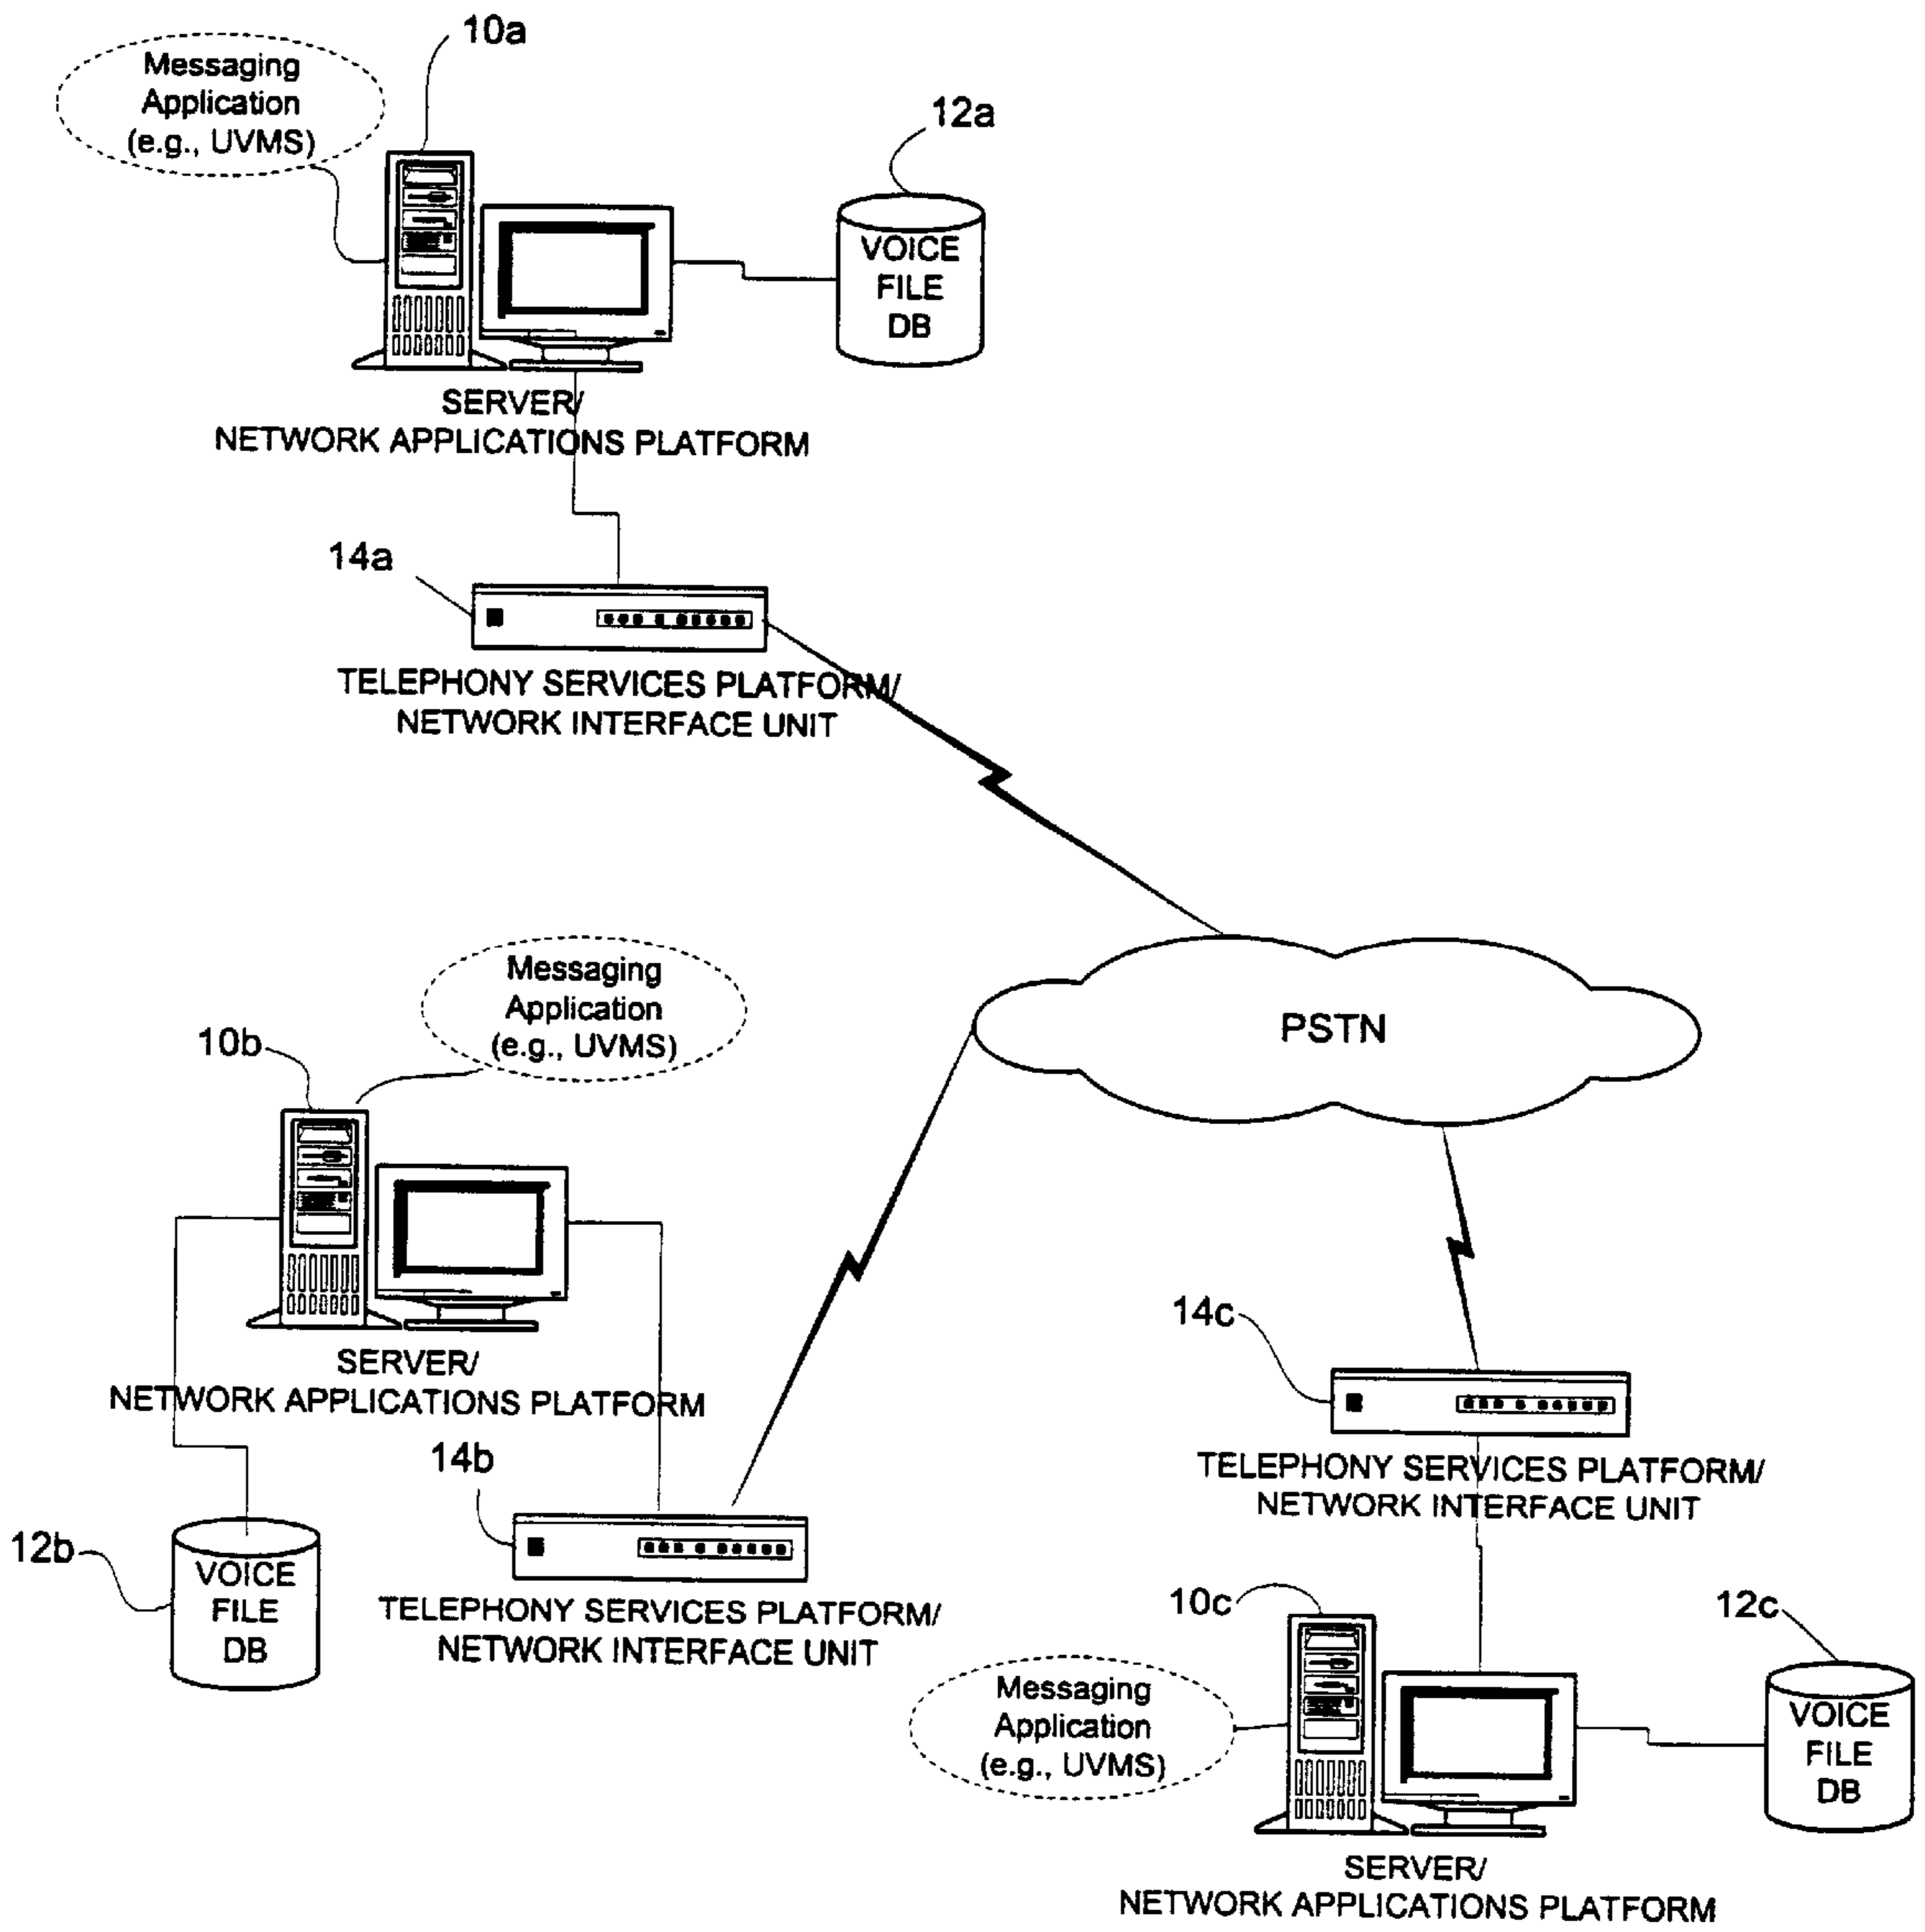 10a
Messaging
Application
(e.g., UVMS)
12a
VOICE
FILE
DB
SERVER/
NETWORK APPLICATIONS PLATFORM
14a
TELEPHONY SERVICES PLATFORM/
NETWORK INTERFACE UNIT
PSTN
Messaging
Application
(e.g., UVMS)
10b
SERVER/
NETWORK APPLICATIONS PLATFORM
14b
12b
VOICE
FILE
DB
TELEPHONY SERVICES PLATFORM/
NETWORK INTERFACE UNIT
14c
TELEPHONY SERVICES PLATFORM/
NETWORK INTERFACE UNIT
10c
12c
Messaging
Application
(e.g., UVMS)
VOICE
FILE
DB
SERVER/
NETWORK APPLICATIONS PLATFORM